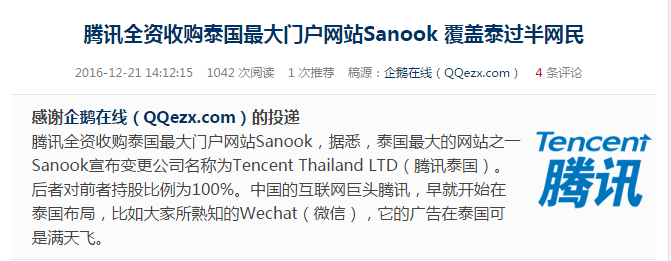 腾讯全资收购泰国最大门户网站Sanook 覆盖泰过半网民
2016-12-21 14:12:15 1042 次阅读 1 次推荐 稿源：企鹅在线（QQezx.com） 4 条评论
感谢企鹅在线（QQezx.com）的投递
腾讯全资收购泰国最大门户网站Sanook，据悉，泰国最大的网站之一
Sanook宣布变更公司名称为Tencent Thailand LTD（腾讯泰国）。
后者对前者持股比例为100%。中国的互联网巨头腾讯，早就开始在
泰国布局，比如大家所熟知的Wechat（微信），它的广告在泰国可
是满天飞。
Tencent
腾讯